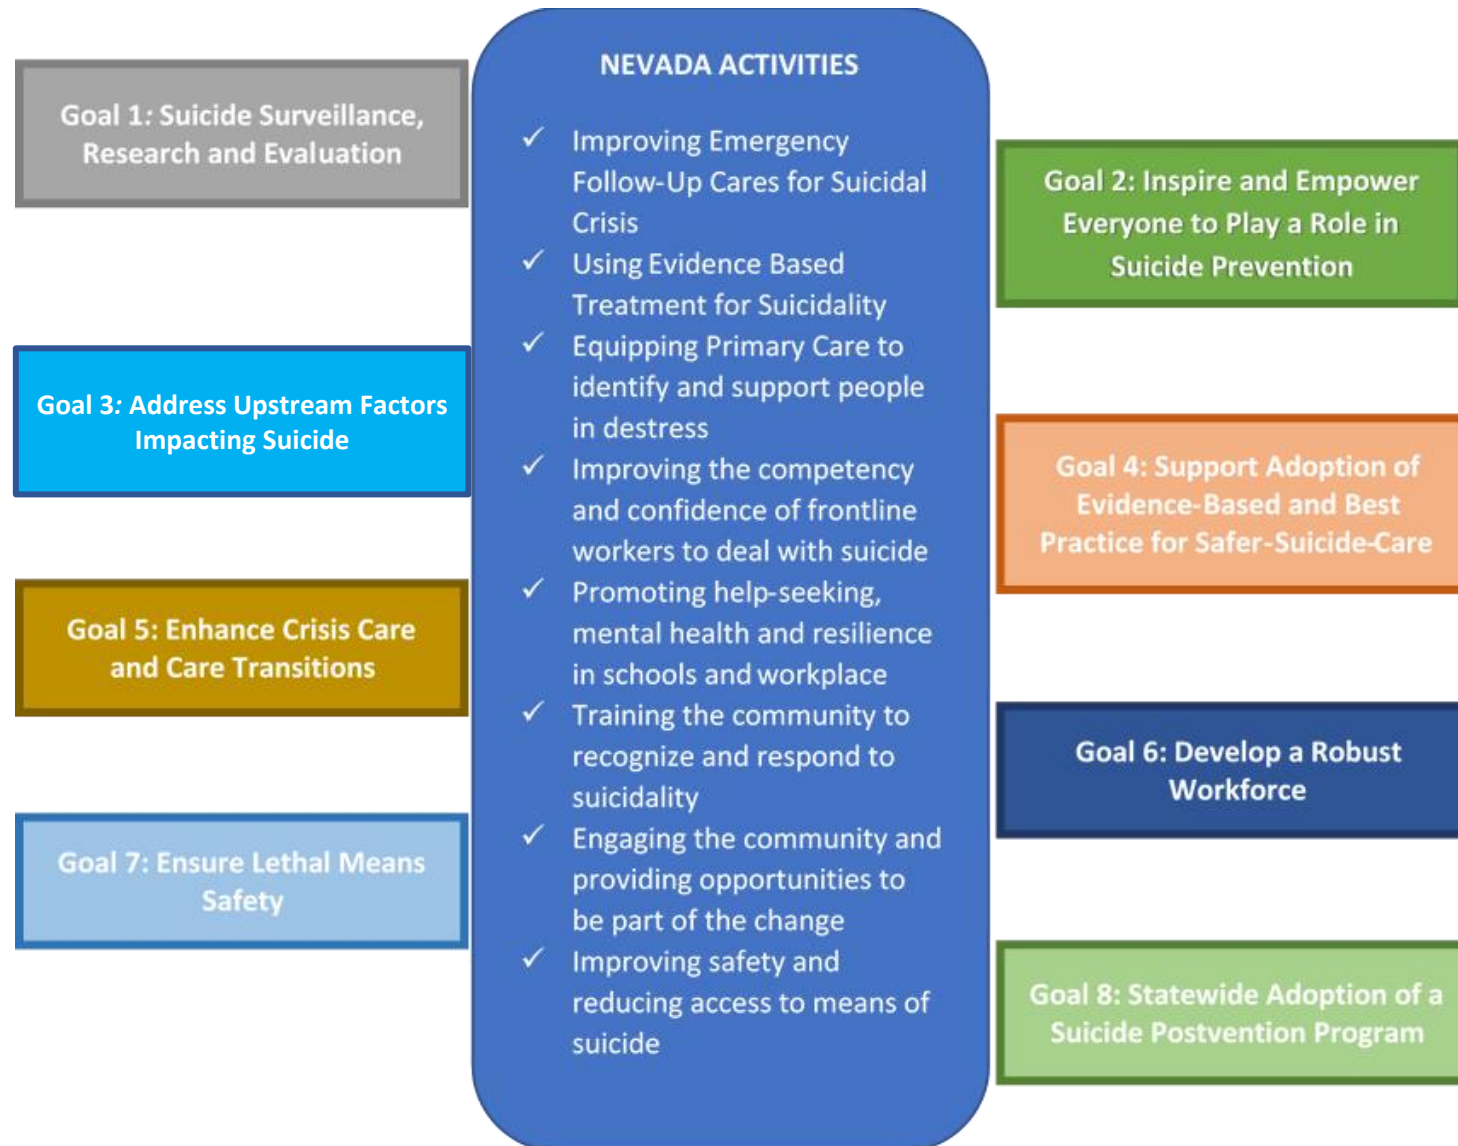 NEVADA ACTIVITIES
Goal 1: Suicide Surveillance,
Research and Evaluation
✓ Improving Emergency
Follow-Up Cares for Suicidal
Crisis
✓ Using Evidence Based
Treatment for Suicidality
✓ Equipping Primary Care to
identify and support people
in destress
✓ Improving the competency
and confidence of frontline
workers to deal with suicide
✓ Promoting help-seeking,
mental health and resilience
in schools and workplace
✓ Training the community to
recognize and respond to
suicidality
✓ Engaging the community and
providing opportunities to
be part of the change
✓ Improving safety and
reducing access to means of
suicide
Goal 2: Inspire and Empower
Everyone to Play a Role in
Suicide Prevention
Goal 3: Address Upstream Factors
Impacting Suicide
Goal 4: Support Adoption of
Evidence-Based and Best
Practice for Safer-Suicide-Care
Goal 5: Enhance Crisis Care
and Care Transitions
Goal 6: Develop a Robust
Workforce
Goal 7: Ensure Lethal Means
Safety
Goal 8: Statewide Adoption of a
Suicide Postvention Program